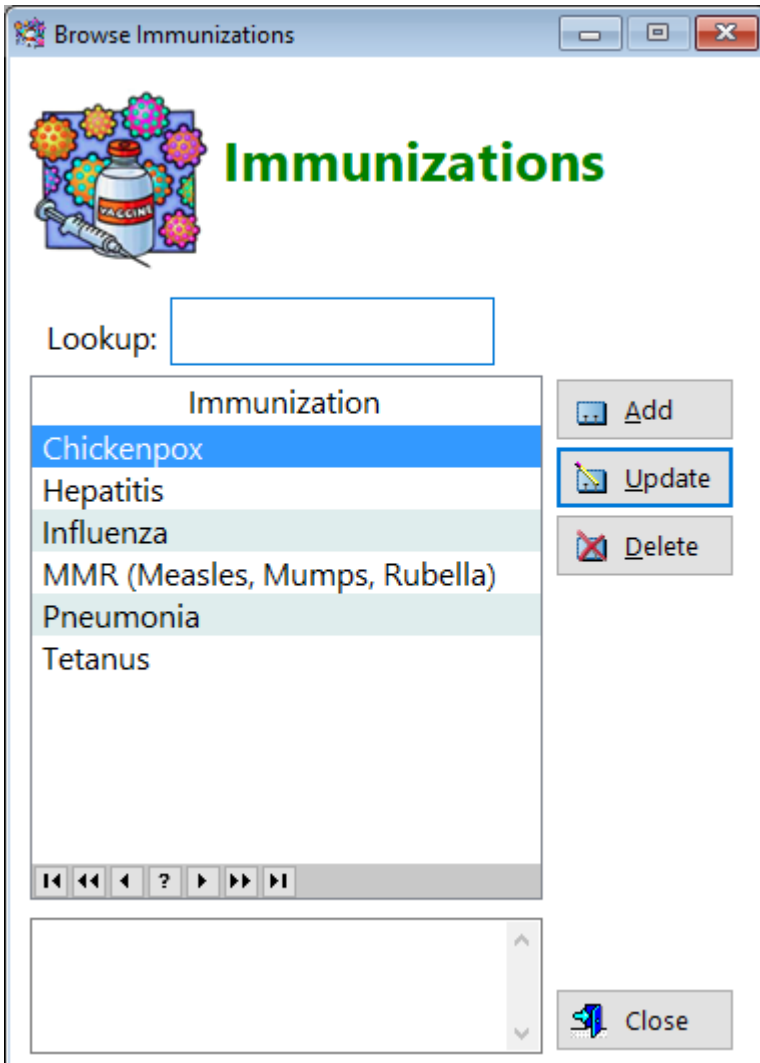 Browse Immunizations
VACCINE
Immunizations
Lookup:
Immunization
Chickenpox
Hepatitis
Influenza
MMR (Measles, Mumps, Rubella)
Pneumonia
Tetanus
Add
Update
Delete
?
Close